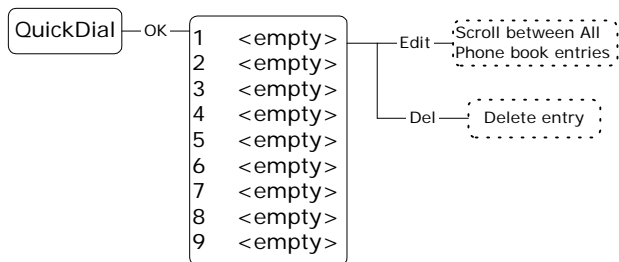 QuickDial
OK
1 <empty>
2 <empty>
3 <empty>
4 <empty>
5 <empty>
6 <empty>
7 <empty>
8 <empty>
9 <empty>
Edit
Scroll between All
Phone book entries
Del
Delete entry